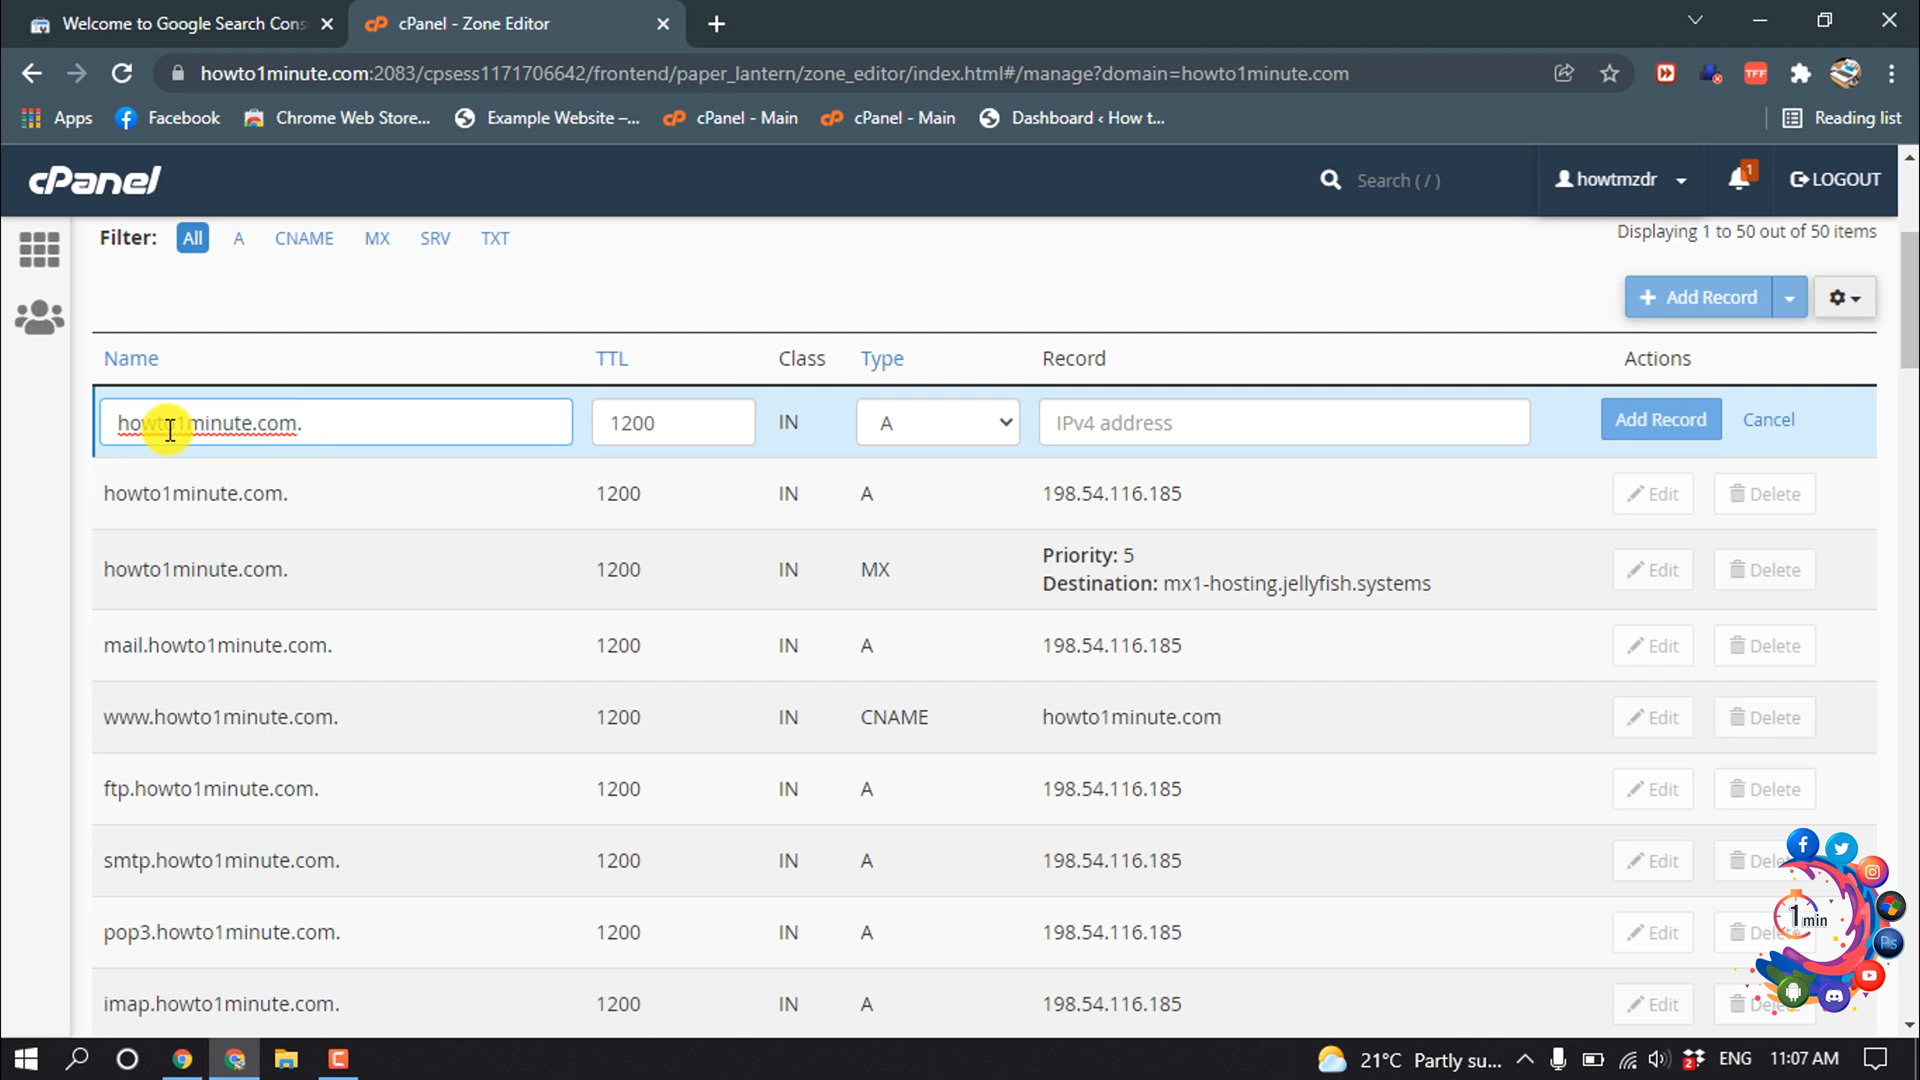 Welcome to Google Search Cons
cPanel - Zone Editor
howto1minute.com:2083/cpsess1171706642/frontend/paper_lantern/zone_editor/index.html#/manage?domain=howto1minute.com
TFF
Apps
Facebook
Chrome Web Store...
Example Website –...
cPanel - Main
cPanel - Main
Dashboard ‹ How t...
Reading list
cPanel
Search ( / )
howtmzdr
1
LOGOUT
Filter: All A CNAME MX SRV TXT
Displaying 1 to 50 out of 50 items
+ Add Record
Name TTL Class Type Record Actions
howto1minute.com. 1200 IN A IPv4 address Add Record Cancel
howto1minute.com. 1200 IN A 198.54.116.185 Edit Delete
howto1minute.com. 1200 IN MX Priority: 5 Edit Delete
Destination: mx1-hosting.jellyfish.systems
mail.howto1minute.com. 1200 IN A 198.54.116.185 Edit Delete
www.howto1minute.com. 1200 IN CNAME howto1minute.com Edit Delete
ftp.howto1minute.com. 1200 IN A 198.54.116.185 Edit Delete
smtp.howto1minute.com. 1200 IN A 198.54.116.185 Edit
pop3.howto1minute.com. 1200 IN A 198.54.116.185 Edit
imap.howto1minute.com. 1200 IN A 198.54.116.185 Edit
1 min
Ps
21°C Partly su...
2
ENG
11:07 AM